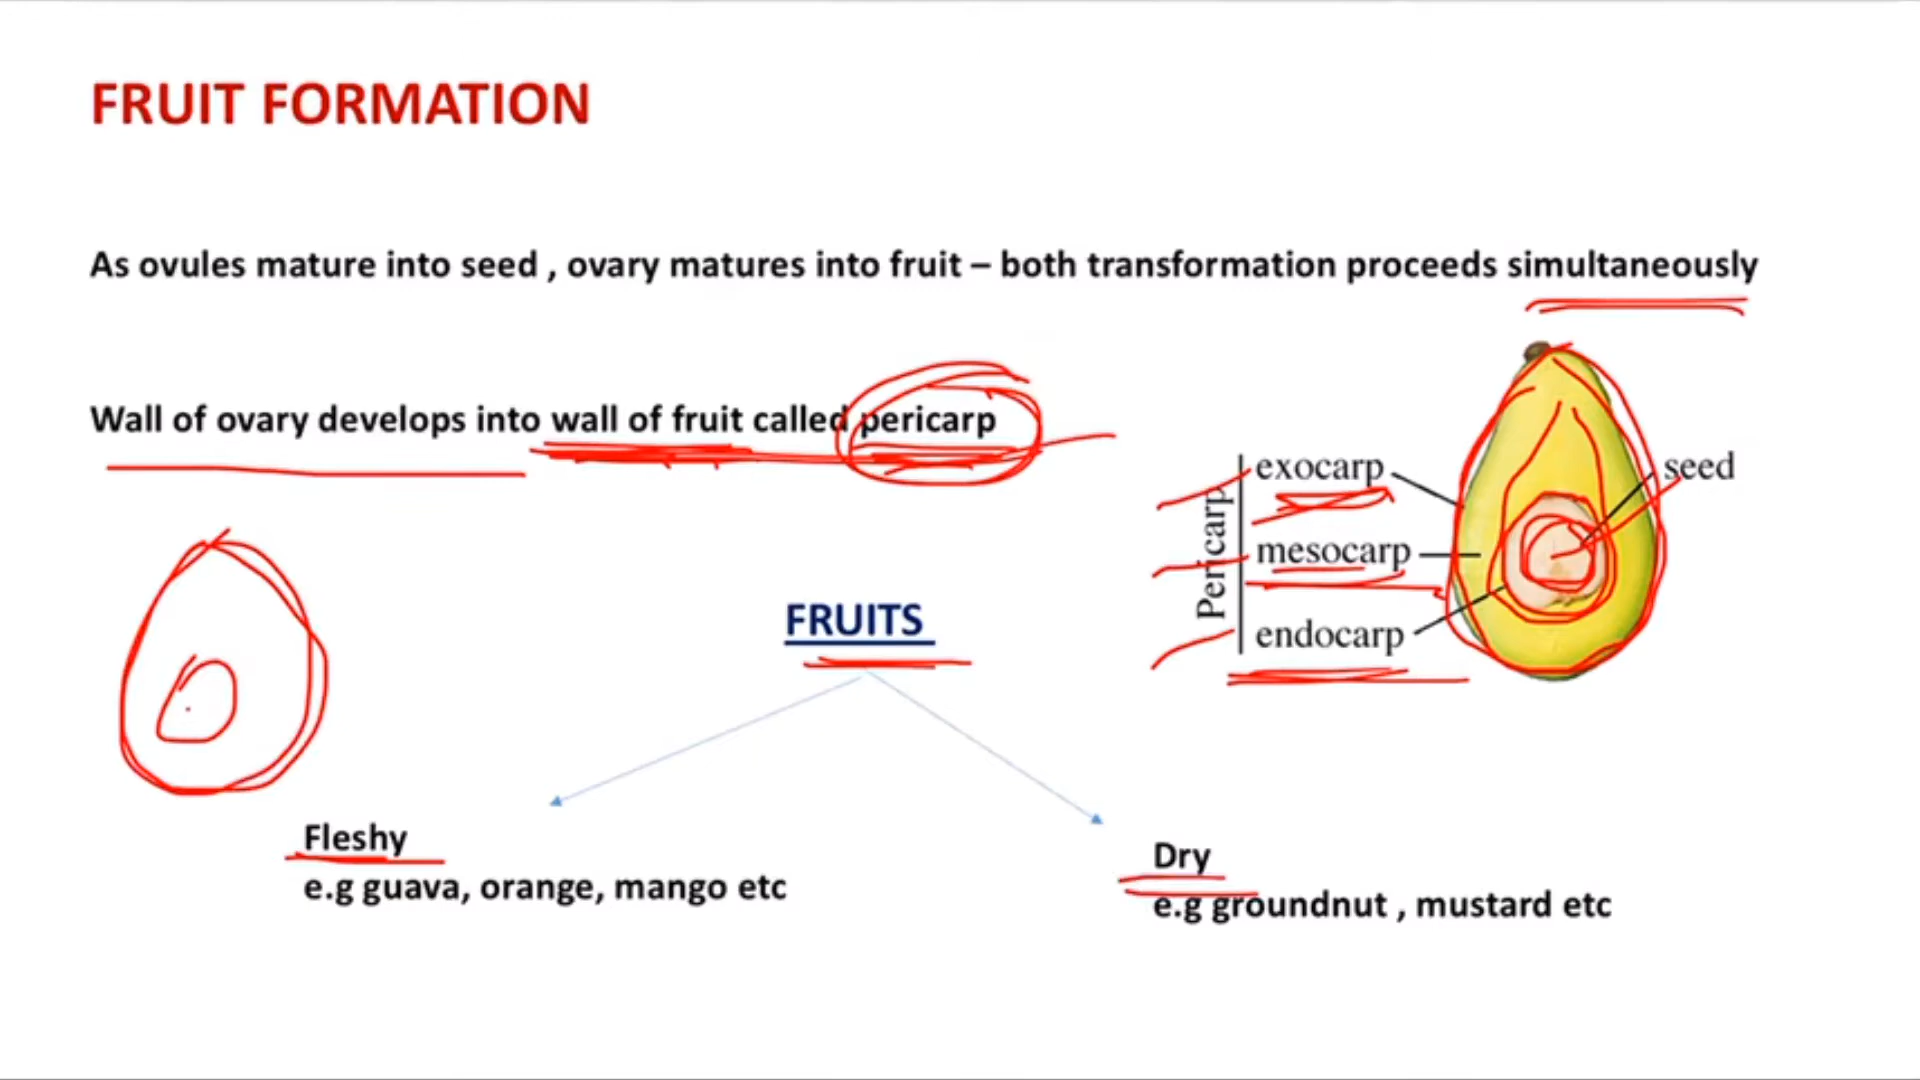 FRUIT FORMATION
As ovules mature into seed , ovary matures into fruit – both transformation proceeds simultaneously
Wall of ovary develops into wall of fruit called pericarp
Pericarp
exocarp
seed
mesocarp
endocarp
FRUITS
Fleshy
e.g guava, orange, mango etc
Dry
e.g groundnut , mustard etc